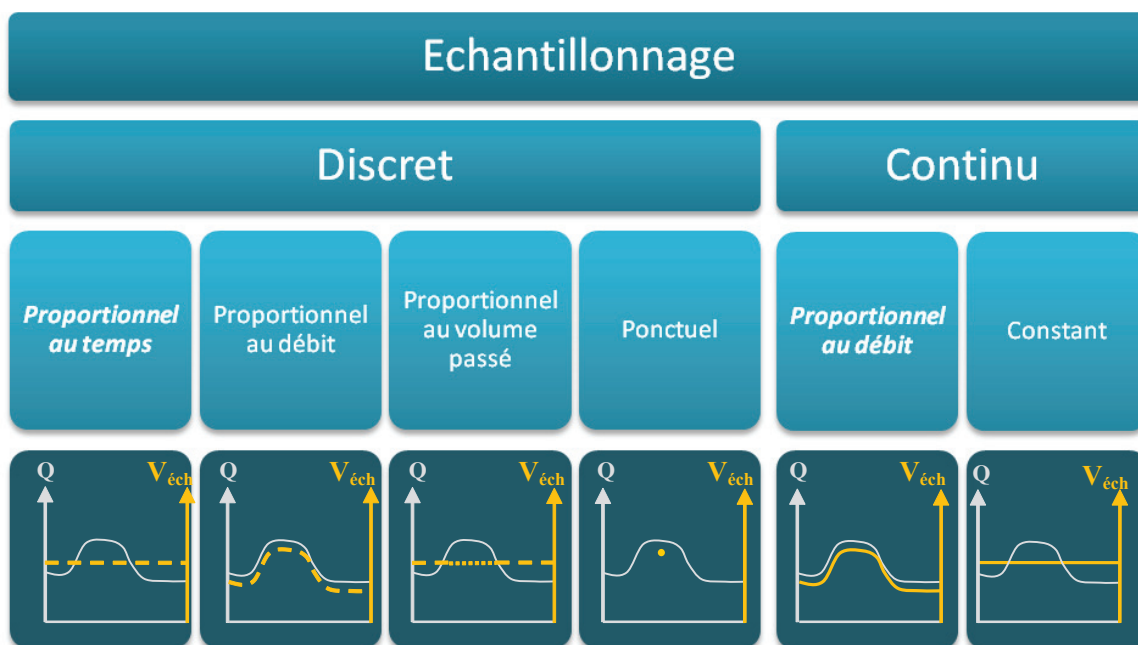 Echantillonnage
Discret
Continu
Proportionnel
au temps
Proportionnel
au débit
Proportionnel
au volume
passé
Ponctuel
Proportionnel
au débit
Constant
Q
Véch
Q
Véch
Q
Véch
Q
Véch
Q
Véch
Q
Véch